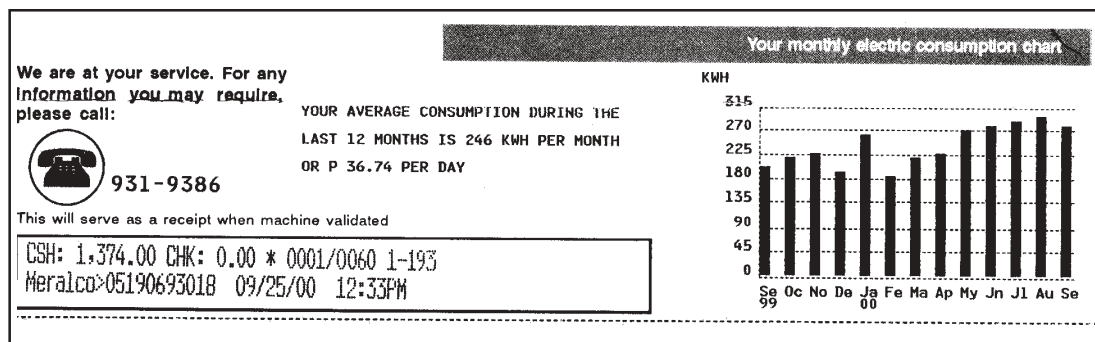 Your monthly electric consumption chart
We are at your service. For any
information you may require,
please call:
931-9386
YOUR AVERAGE CONSUMPTION DURING THE
LAST 12 MONTHS IS 246 KWH PER MONTH
OR P 36.74 PER DAY
This will serve as a receipt when machine validated
CSH: 1,374.00 CHK: 0.00 * 0001/0060 1-193
Meralco>05190693018 09/25/00 12:33PM
KWH
315
270
225
180
135
90
45
0
Se Oc No De Ja Fe Ma Ap My Jn Jl Au Se
99 00